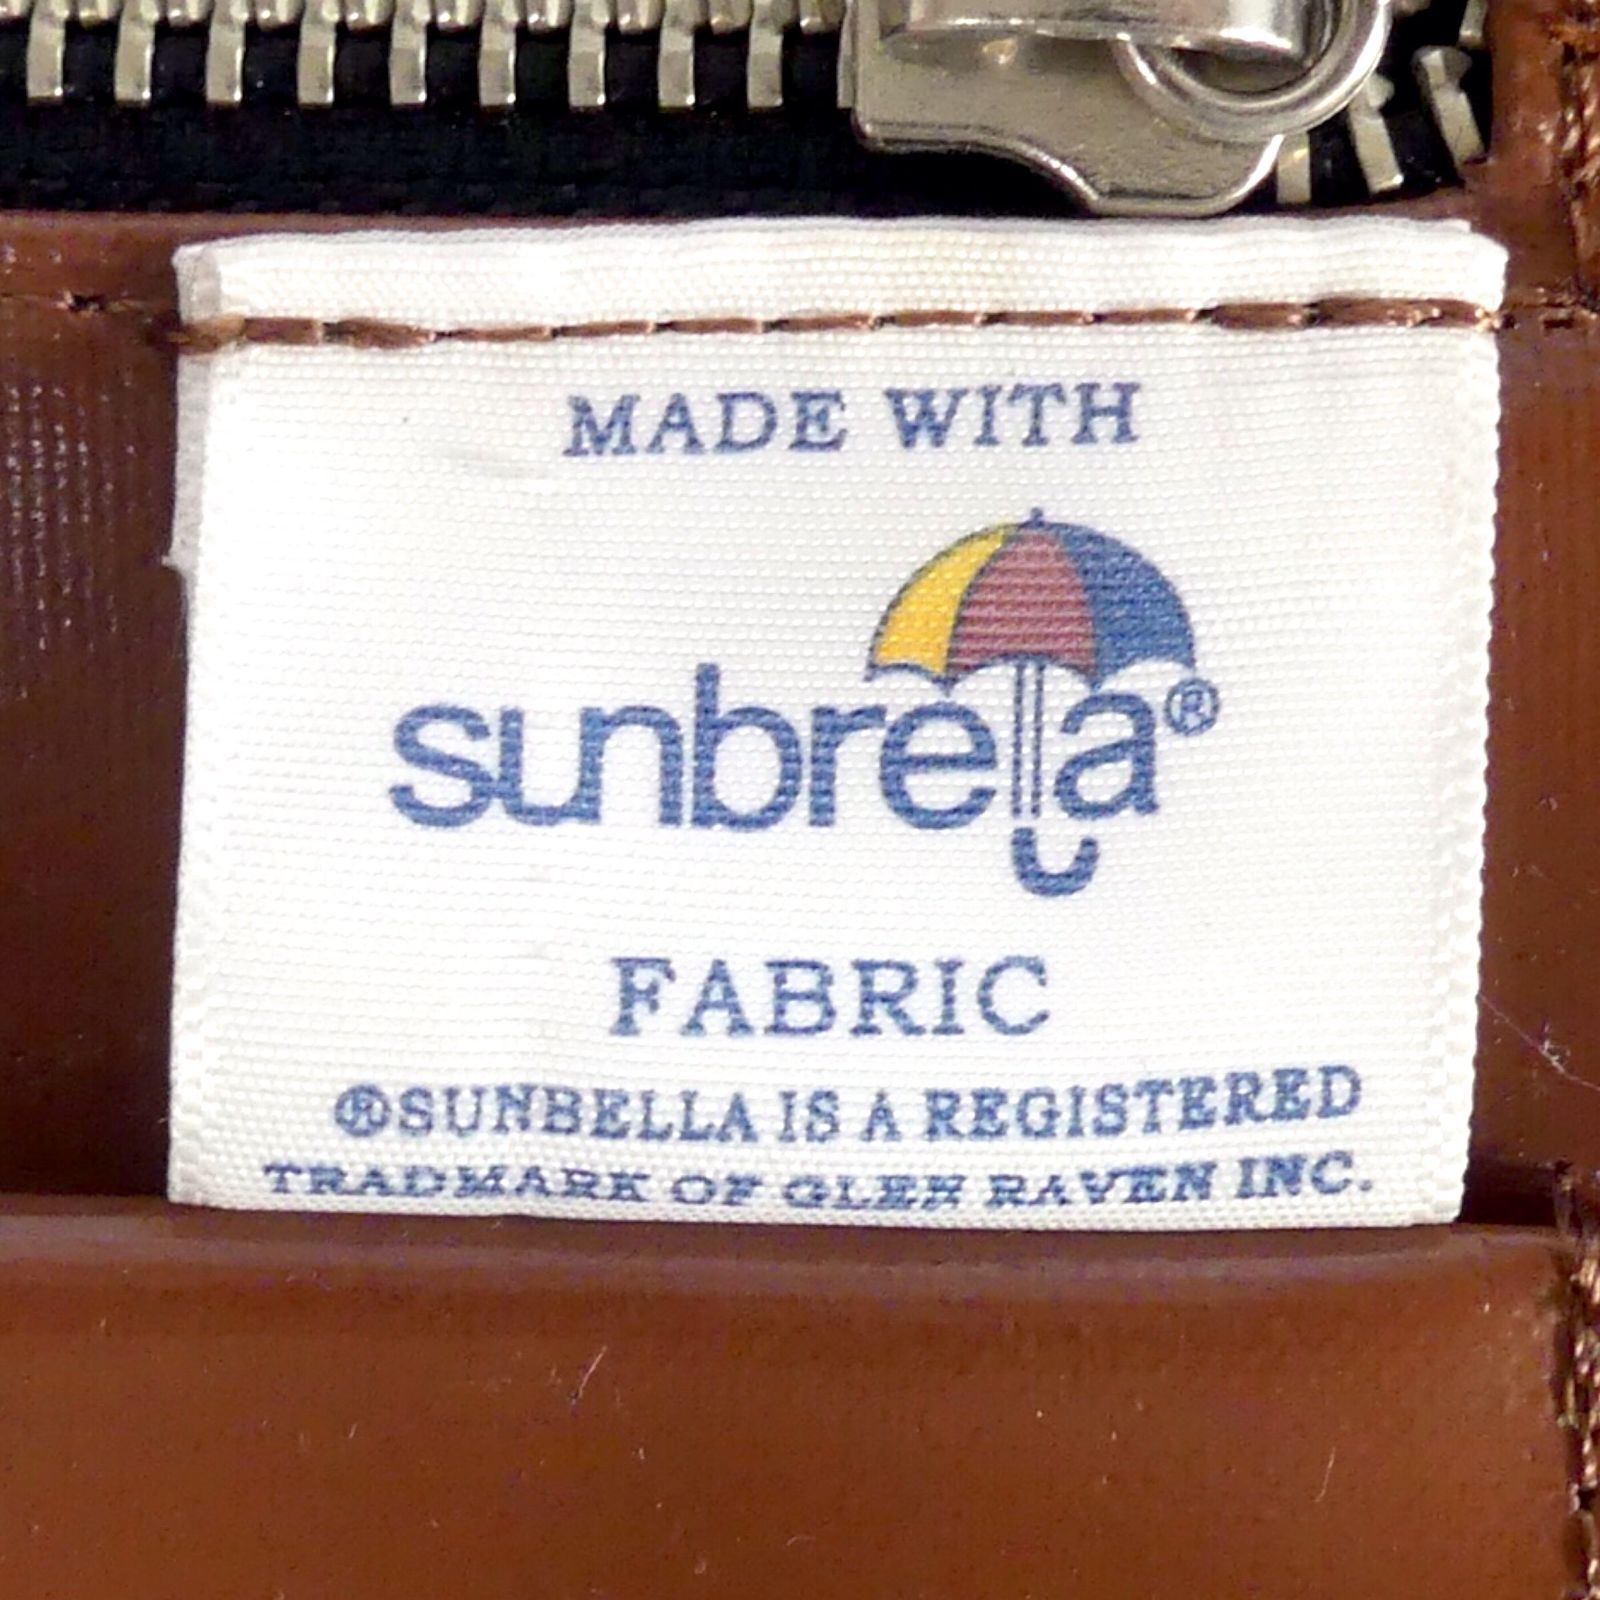 MADE WITH
sunbrella®
FABRIC
®SUNBELLA IS A REGISTERED
TRADMARK OF GLEN RAVEN INC.